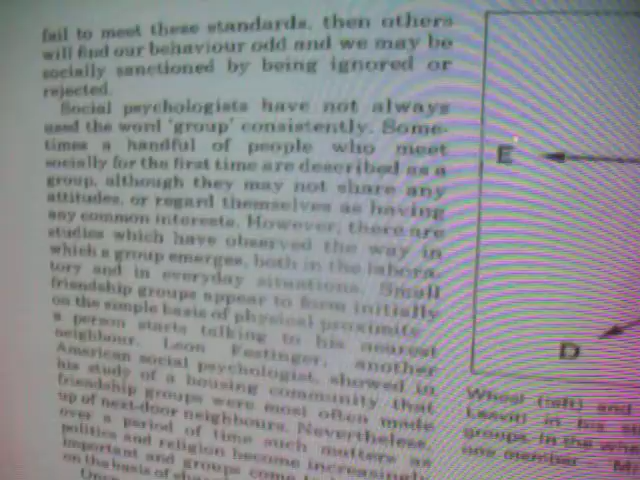 fail to meet these standards, then others
will find our behaviour odd and we may be
socially sanctioned by being ignored or
rejected.
Social psychologists have not always
used the word 'group' consistently. Some-
times a handful of people who meet
socially for the first time are described as a
group, although they may not share any
attitudes, or regard themselves as having
any common interests. However, there are
studies which have observed the way in
which a group emerges, both in the labora-
tory and in everyday situations. Small
friendship groups appear to form initially
on the simple basis of physical proximity –
a person starts talking to his nearest
neighbour. Leon Festinger, another
American social psychologist, showed in
his study of a housing community that
friendship groups were most often made
up of next-door neighbours. Nevertheless,
over a period of time such matters as
politics and religion become increasingly
important and groups come
on the basis of
E
D
Wheel (left) and
Leavitt in his
groups. In the
one member